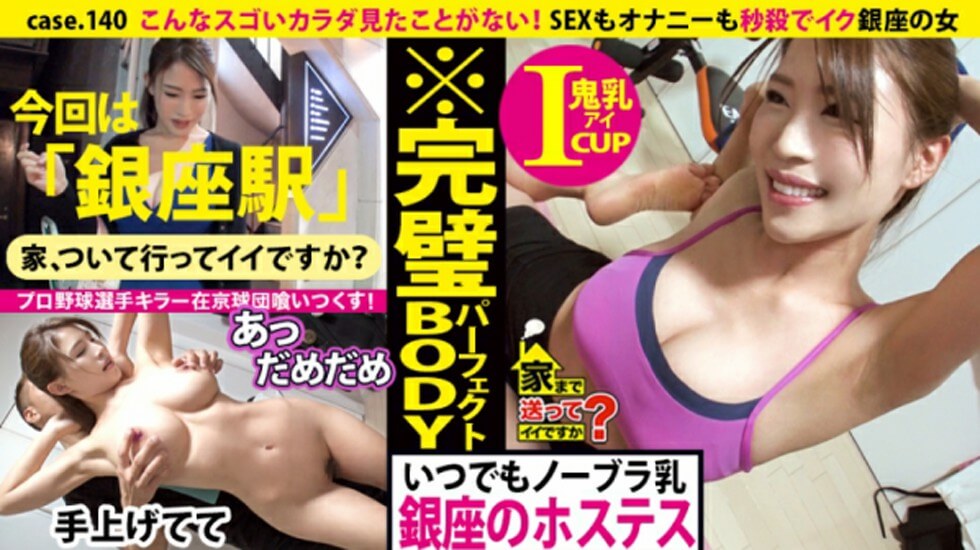 case.140 こんなスゴいカラダ見たことがない！SEXもオナニーも秒殺でイク銀座の女
今回は
「銀座駅」
家、ついて行ってイイですか？
プロ野球選手キラー在京球団喰いつくす！
あっ
だめだめ
手上げてて
※完璧BODY
パーフェクト
I
鬼乳
アイ
CUP
家まで
送って
イイですか
?
いつでもノーブラ乳
銀座のホステス